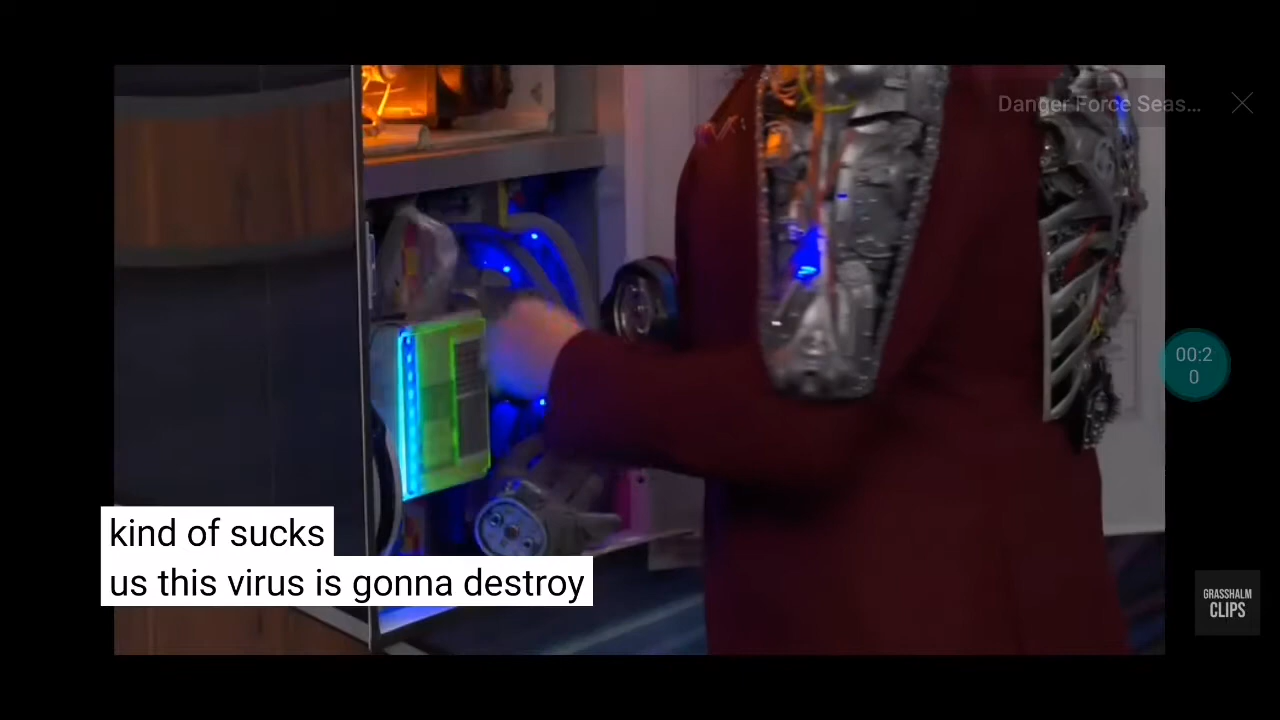 Danger Force Seas...
00:2
0
kind of sucks
us this virus is gonna destroy
GRASSHALM
CLIPS